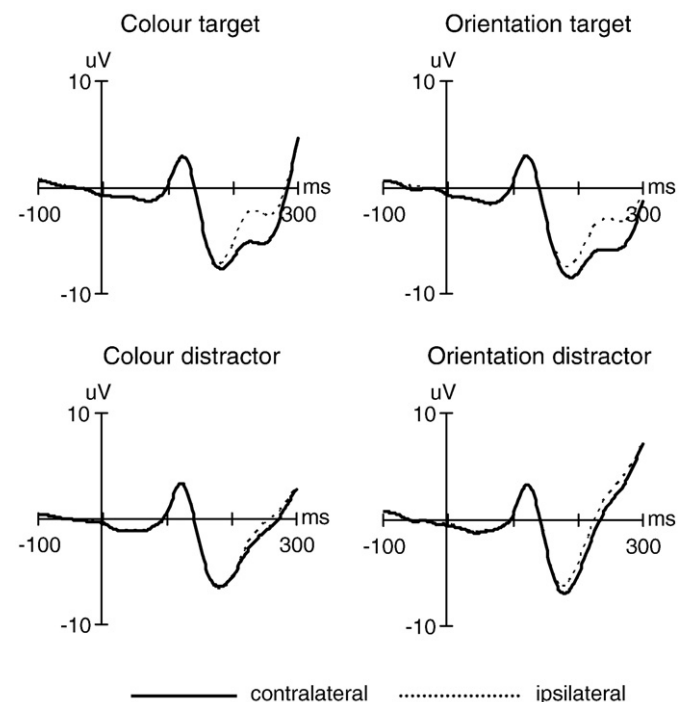 Colour target
Orientation target
uV
uV
10
10
ms
ms
-100
300
-100
300
-10
-10
Colour distractor
Orientation distractor
uV
uV
10
10
ms
ms
-100
300
-100
300
-10
-10
contralateral
ipsilateral